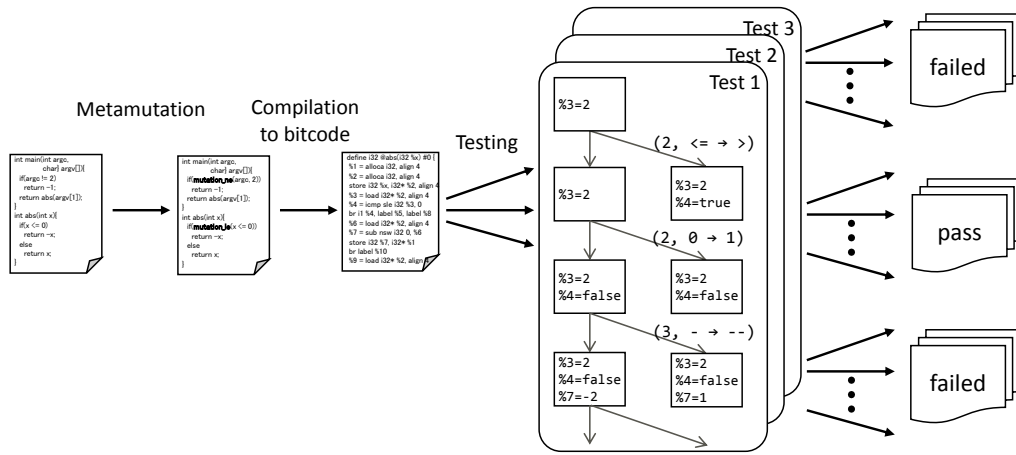 Metamutation
int main(int argc,
char* argv[]){
if(argc != 2)
return -1;
return abs(argv[1]);
}
int abs(int x){
if(x <= 0)
return -x;
else
return x;
}
int main(int argc,
char* argv[]){
if(mutation_ne(argc, 2))
return -1;
return abs(argv[1]);
}
int abs(int x){
if(mutation_le(x <= 0))
return -x;
else
return x;
}
Compilation
to bitcode
define i32 @abs(i32 %x) #0 {
%1 = alloca i32, align 4
%2 = alloca i32, align 4
store i32 %x, i32* %2, align 4
%3 = load i32* %2, align 4
%4 = icmp sle i32 %3, 0
br i1 %4, label %5, label %8
%6 = load i32* %2, align 4
%7 = sub nsw i32 0, %6
store i32 %7, i32* %1
br label %10
%9 = load i32* %2, align 4
Testing
Test 3
Test 2
Test 1
%3=2
(2, <= → >)
%3=2
%3=2
%4=true
(2, 0 → 1)
%3=2
%4=false
%3=2
%4=false
(3, - → --)
%3=2
%4=false
%7=-2
%3=2
%4=false
%7=1
failed
pass
failed